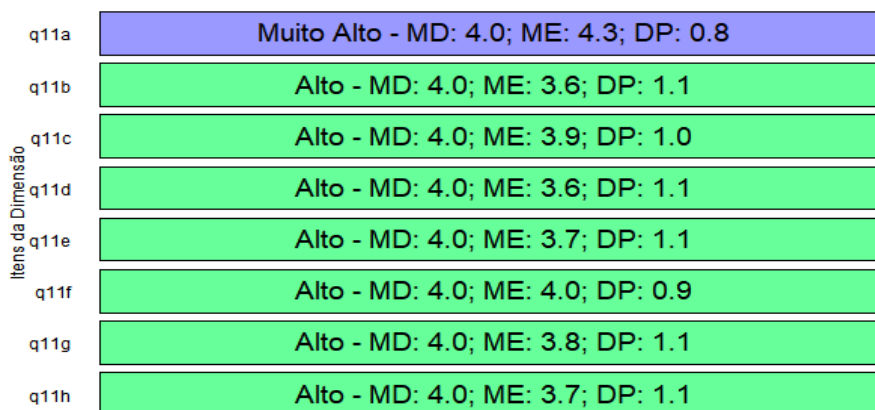 Itens da Dimensão
q11a Muito Alto - MD: 4.0; ME: 4.3; DP: 0.8
q11b Alto - MD: 4.0; ME: 3.6; DP: 1.1
q11c Alto - MD: 4.0; ME: 3.9; DP: 1.0
q11d Alto - MD: 4.0; ME: 3.6; DP: 1.1
q11e Alto - MD: 4.0; ME: 3.7; DP: 1.1
q11f Alto - MD: 4.0; ME: 4.0; DP: 0.9
q11g Alto - MD: 4.0; ME: 3.8; DP: 1.1
q11h Alto - MD: 4.0; ME: 3.7; DP: 1.1